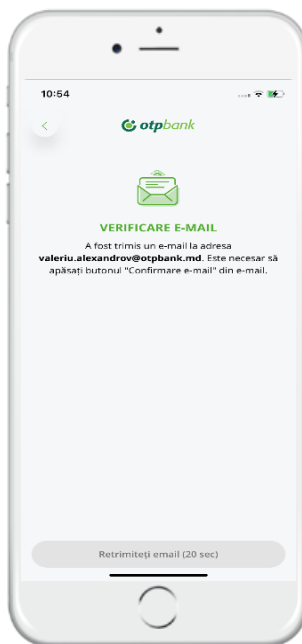 10:54
otpbank
VERIFICARE E-MAIL
A fost trimis un e-mail la adresa
valeriu.alexandrov@otpbank.md. Este necesar să
apăsați butonul "Confirmare e-mail" din e-mail.
Retrimiteți email (20 sec)